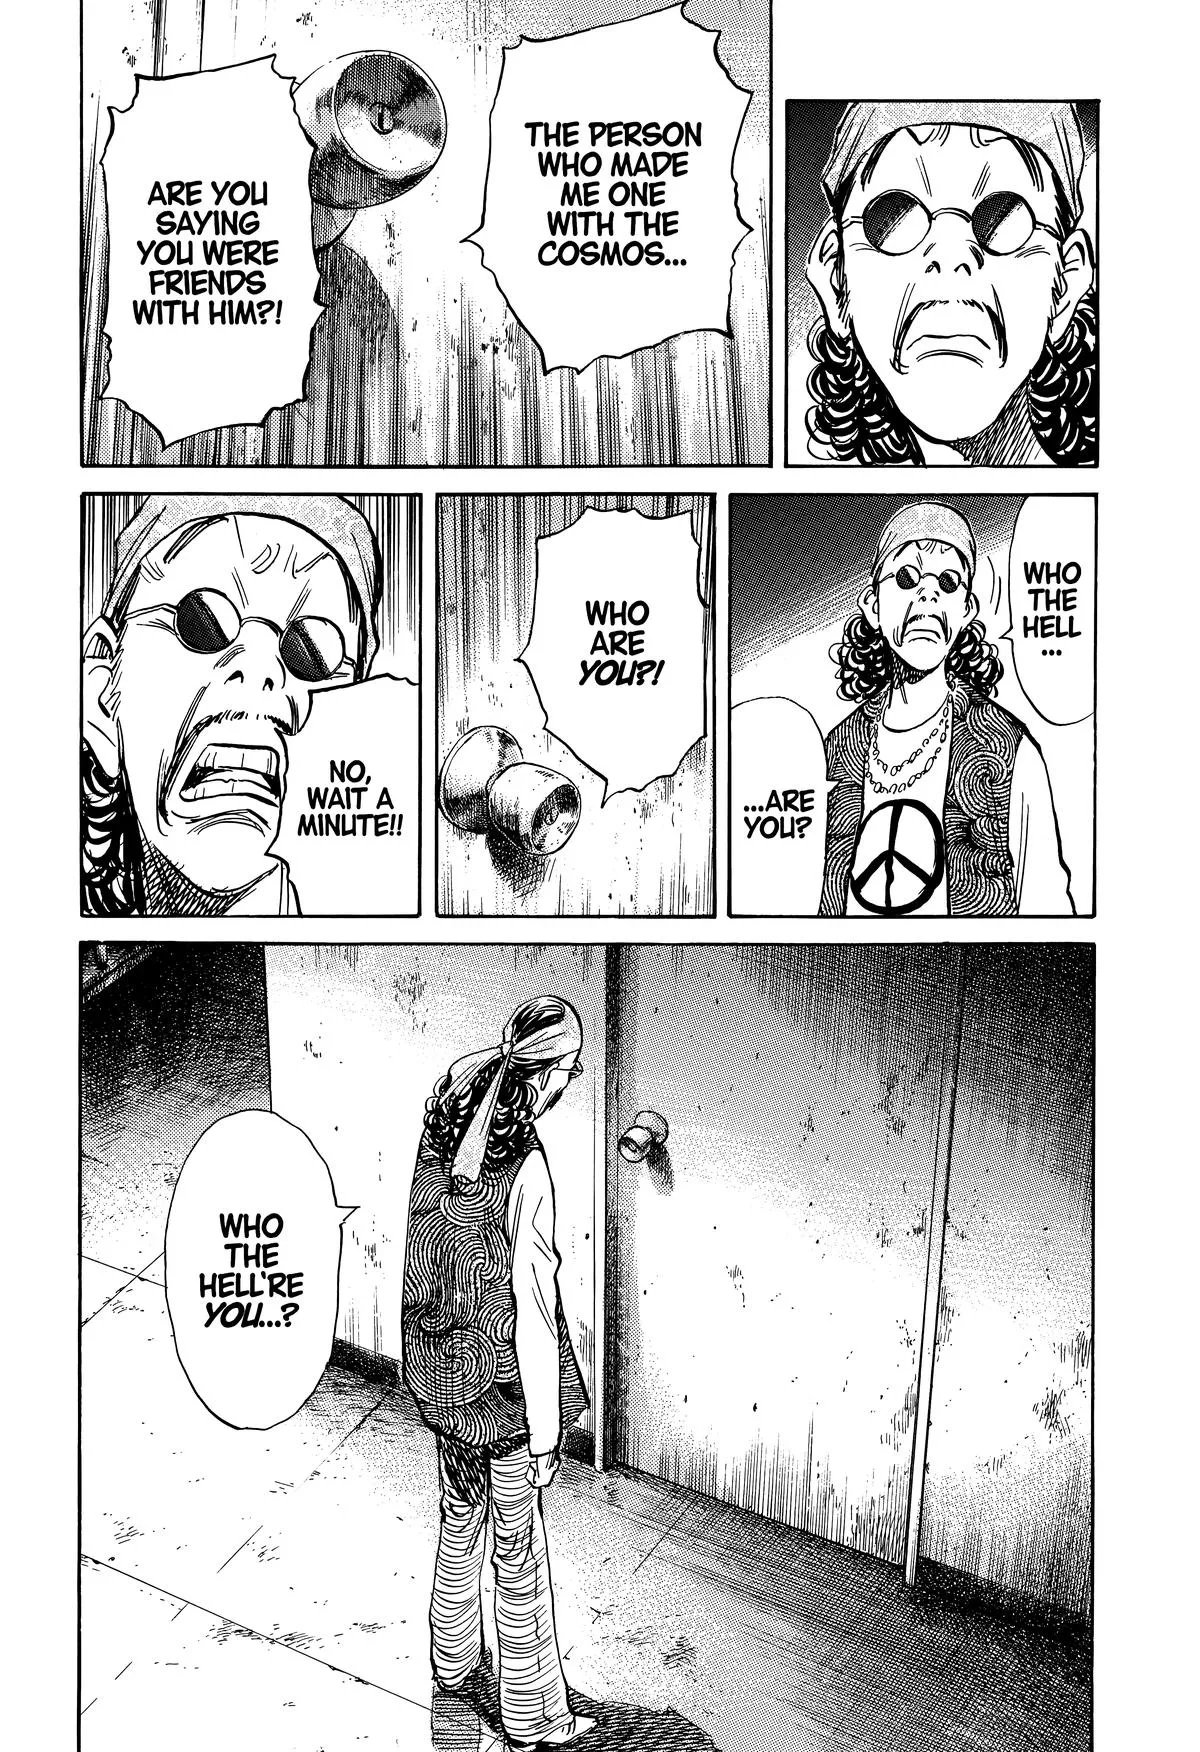 THE PERSON
WHO MADE
ME ONE
WITH THE
COSMOS...
ARE YOU
SAYING
YOU WERE
FRIENDS
WITH HIM?!
WHO
THE
HELL
...
...ARE
YOU?
WHO
ARE
YOU?!
NO,
WAIT A
MINUTE!!
WHO
THE
HELL'RE
YOU...?